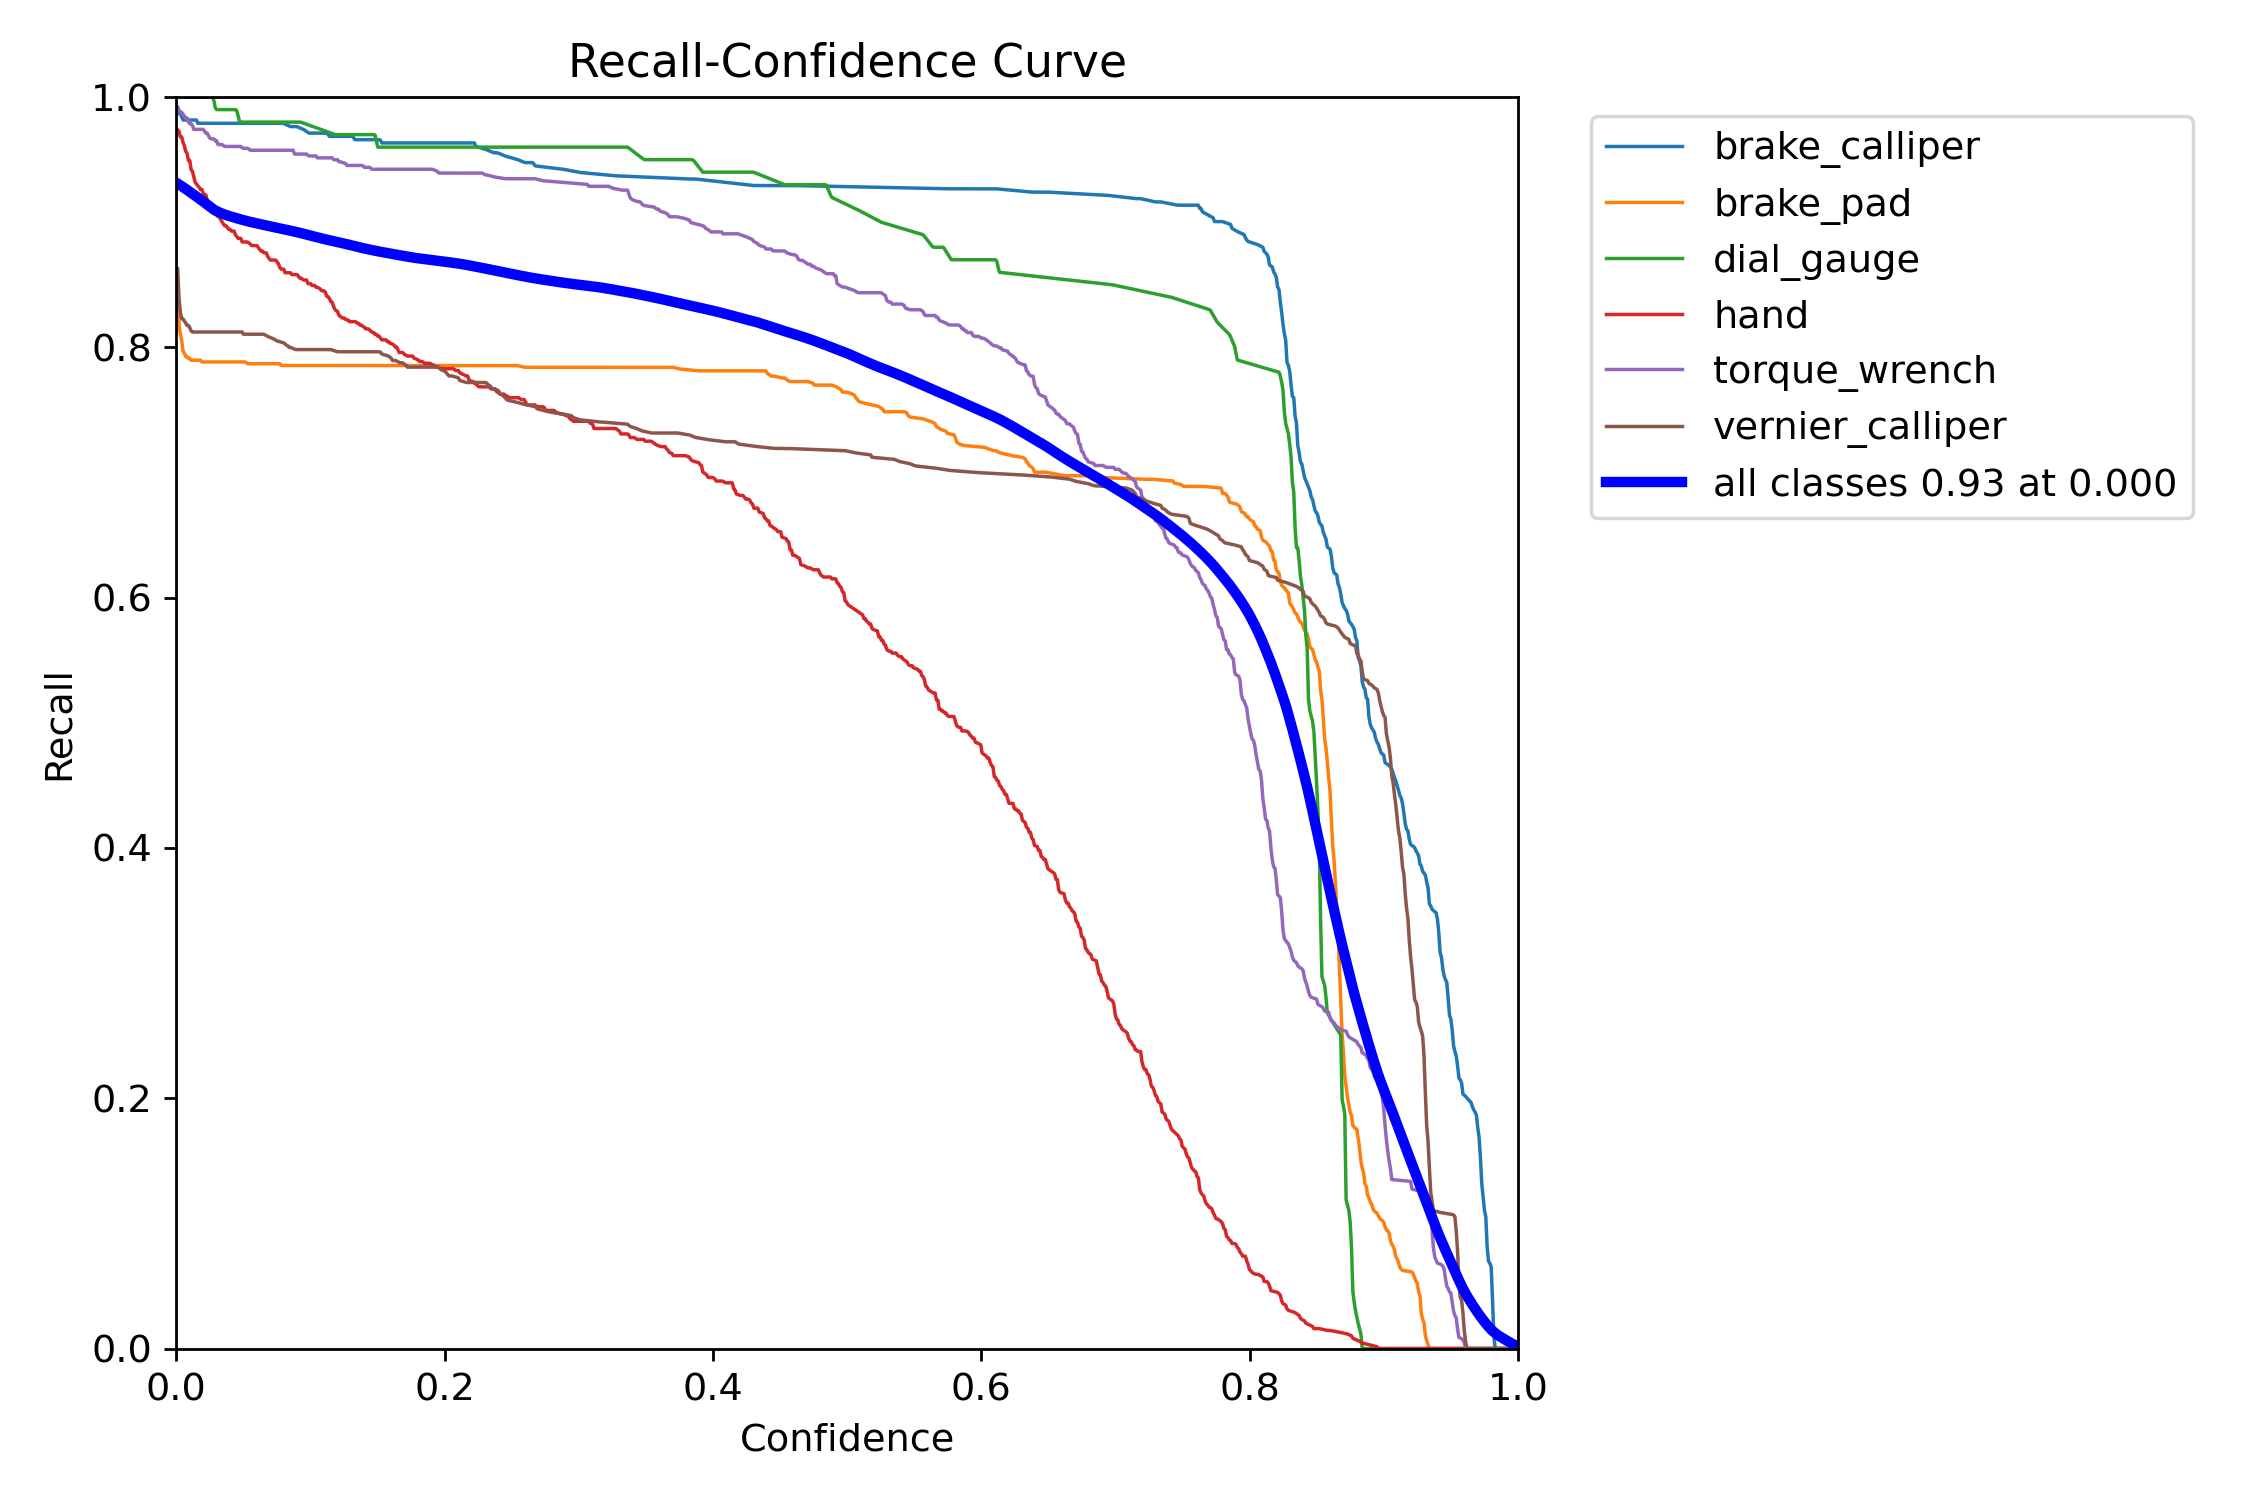 Recall-Confidence Curve
1.0
0.8
0.6
0.4
0.2
0.0
Recall
0.0 0.2 0.4 0.6 0.8 1.0
Confidence
brake_calliper
brake_pad
dial_gauge
hand
torque_wrench
vernier_calliper
all classes 0.93 at 0.000